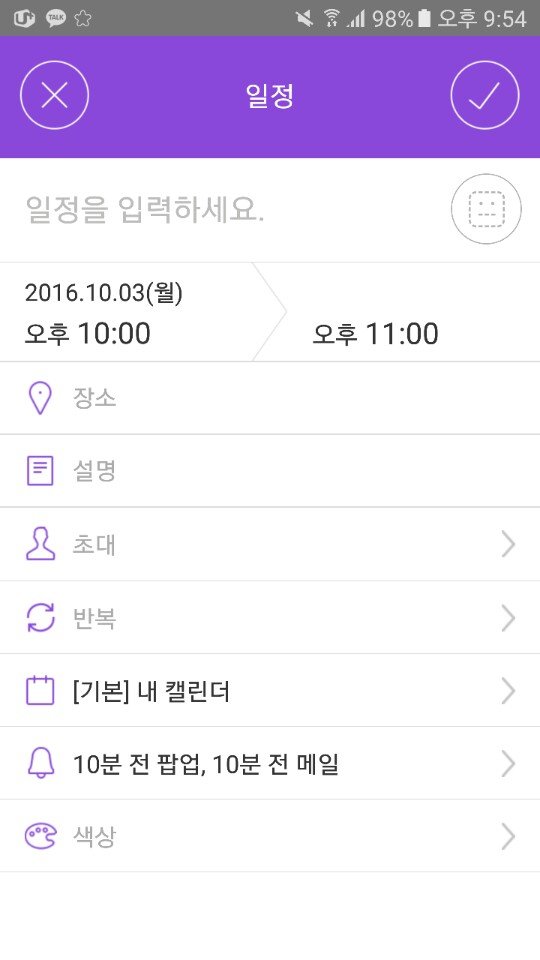 U+ TALK 98% 오후 9:54
일정
일정을 입력하세요.
2016.10.03(월)
오후 10:00
오후 11:00
장소
설명
초대
반복
[기본] 내 캘린더
10분 전 팝업, 10분 전 메일
색상